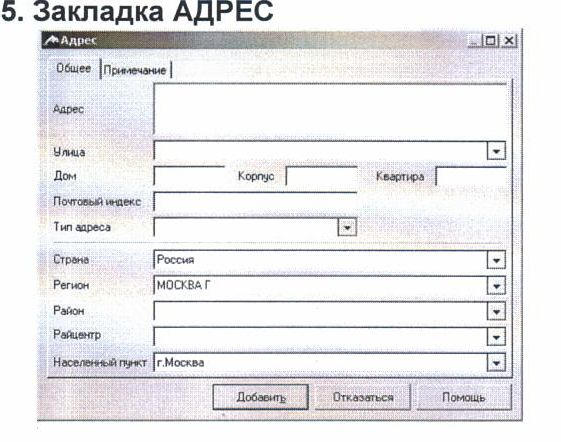 5. Закладка АДРЕС
Адрес
Общее Примечание
Адрес
Улица
Дом Корпус Квартира
Почтовый индекс
Тип адреса
Страна Россия
Регион МОСКВА Г
Район
Райцентр
Населенный пункт г.Москва
Добавить Отказаться Помощь